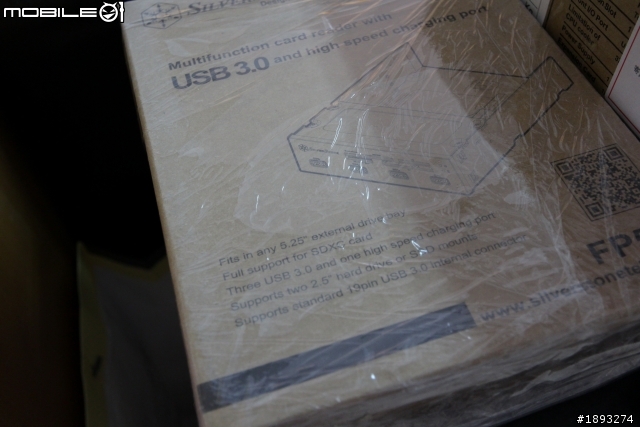 MOBILE01
Multifunction card reader with
USB 3.0 and high speed charging port
Fits in any 5.25" external drive bay
Full support for SDXC card
Three USB 3.0 and one high speed charging port
Supports two 2.5" hard drive or SSD mounts
Supports standard 19pin USB 3.0 internal connector
#1893274